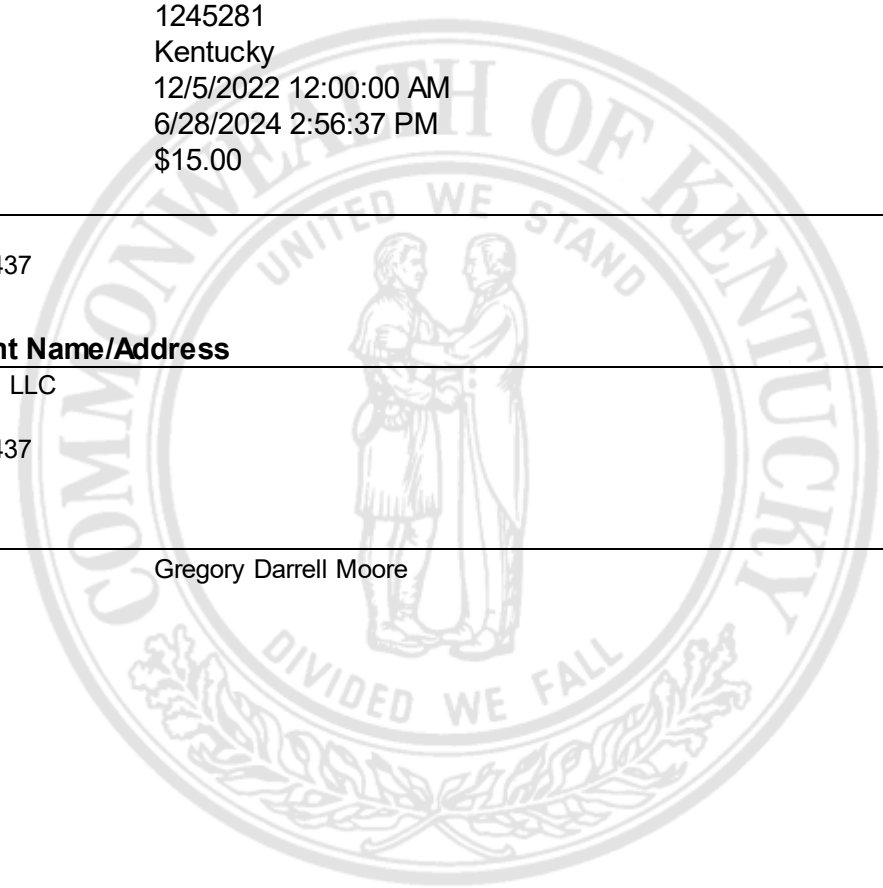 1245281
Kentucky
12/5/2022 12:00:00 AM
6/28/2024 2:56:37 PM
$15.00
COMMONWEALTH OF KENTUCKY
UNITED WE STAND
437
nt Name/Address
LLC
437
Gregory Darrell Moore
DIVIDED WE FALL